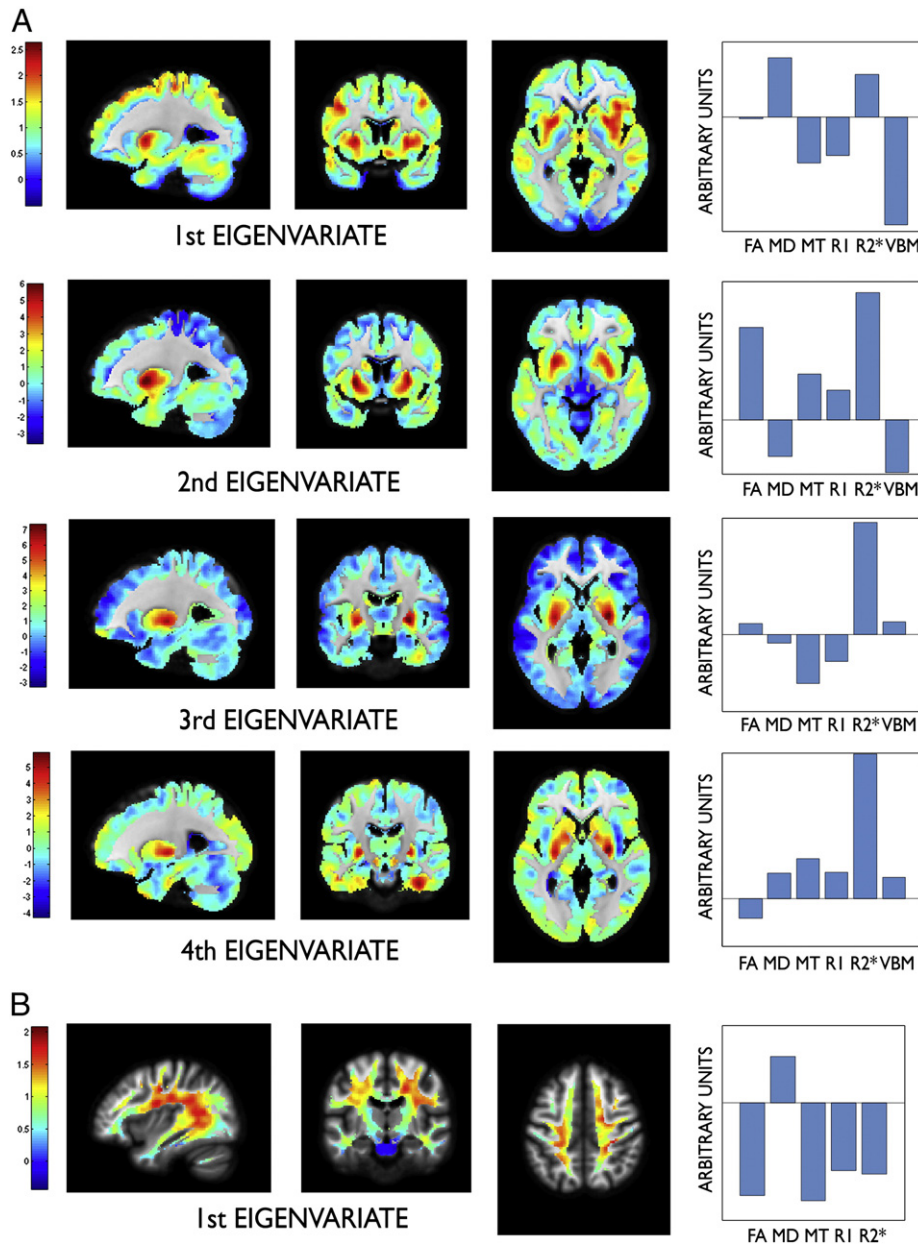 A
2.5
2
1.5
1
0.5
0
1st EIGENVARIATE
ARBITRARY UNITS
FA MD MT R1 R2* VBM
6
5
4
3
2
1
0
-1
-2
-3
2nd EIGENVARIATE
ARBITRARY UNITS
FA MD MT R1 R2* VBM
7
6
5
4
3
2
1
0
-1
-2
-3
3rd EIGENVARIATE
ARBITRARY UNITS
FA MD MT R1 R2* VBM
5
4
3
2
1
0
-1
-2
-3
-4
4th EIGENVARIATE
ARBITRARY UNITS
FA MD MT R1 R2* VBM
B
2
1.5
1
0.5
0
1st EIGENVARIATE
ARBITRARY UNITS
FA MD MT R1 R2*